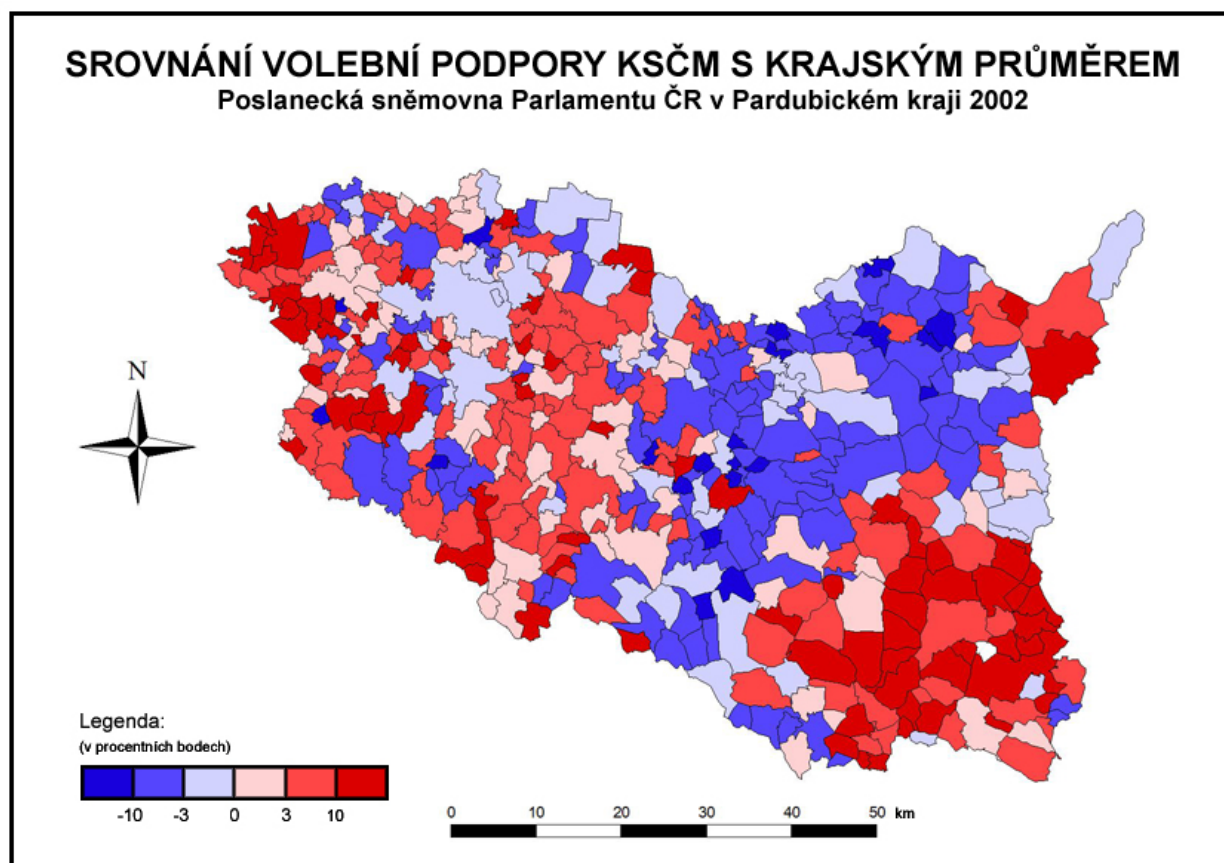 SROVNÁNÍ VOLEBNÍ PODPORY KSČM S KRAJSKÝM PRŮMĚREM
Poslanecká sněmovna Parlamentu ČR v Pardubickém kraji 2002
N
Legenda:
(v procentních bodech)
-10 -3 0 3 10
0 10 20 30 40 50 km